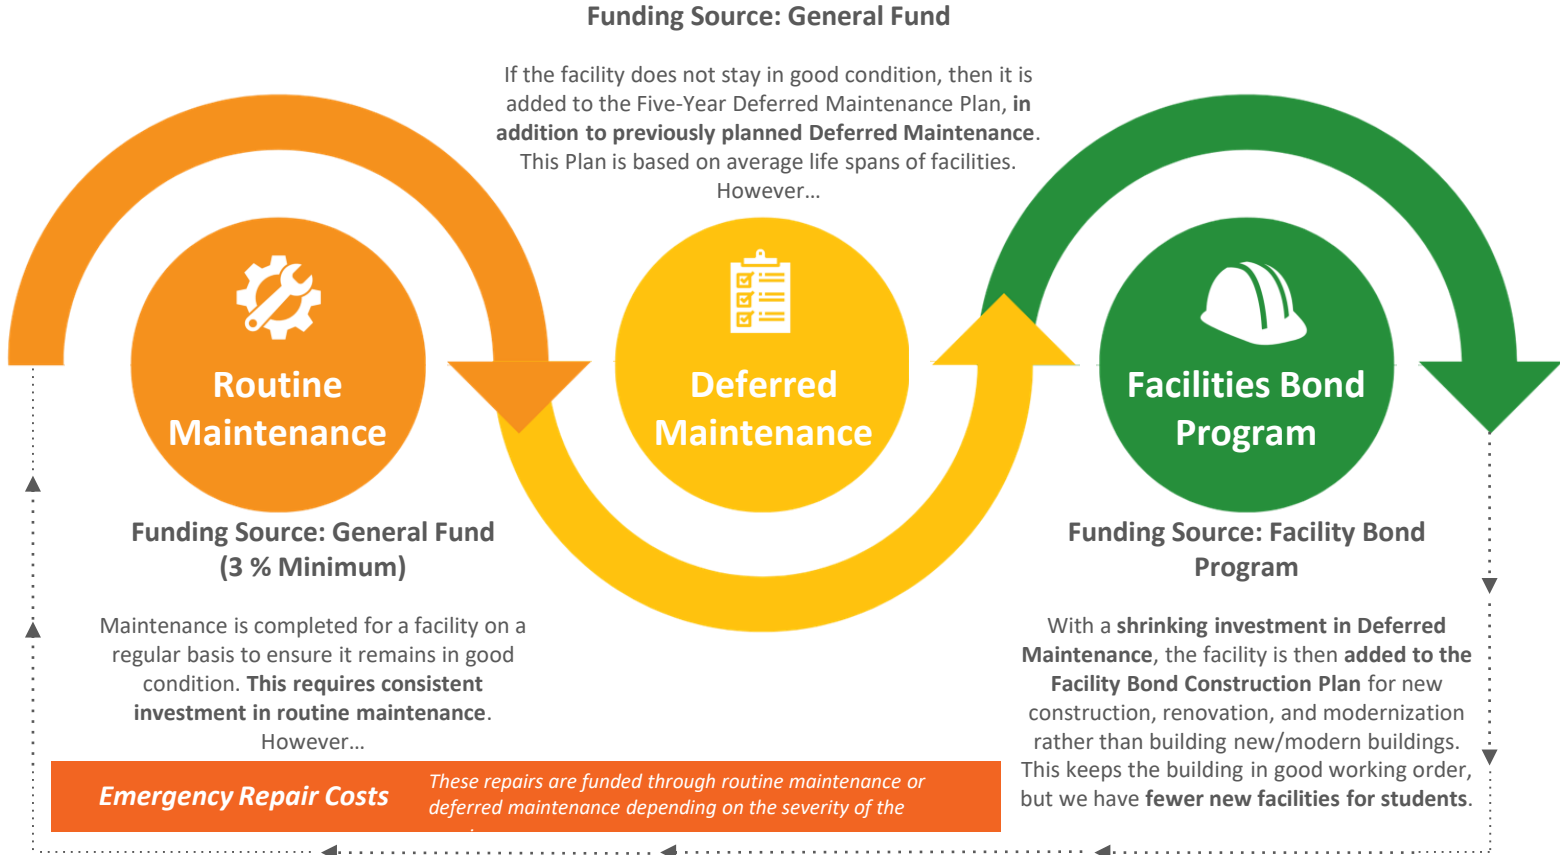 Funding Source: General Fund
If the facility does not stay in good condition, then it is
added to the Five-Year Deferred Maintenance Plan, in
addition to previously planned Deferred Maintenance.
This Plan is based on average life spans of facilities.
However…
Routine
Maintenance
Deferred
Maintenance
Facilities Bond
Program
Funding Source: General Fund
(3 % Minimum)
Maintenance is completed for a facility on a
regular basis to ensure it remains in good
condition. This requires consistent
investment in routine maintenance.
However…
Funding Source: Facility Bond
Program
With a shrinking investment in Deferred
Maintenance, the facility is then added to the
Facility Bond Construction Plan for new
construction, renovation, and modernization
rather than building new/modern buildings.
This keeps the building in good working order,
but we have fewer new facilities for students.
Emergency Repair Costs
These repairs are funded through routine maintenance or
deferred maintenance depending on the severity of the